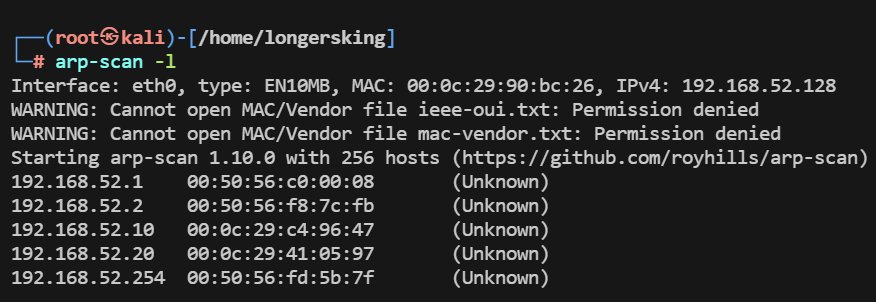 ┌──(root㉿kali)-[/home/longersking]
└─# arp-scan -l
Interface: eth0, type: EN10MB, MAC: 00:0c:29:90:bc:26, IPv4: 192.168.52.128
WARNING: Cannot open MAC/Vendor file ieee-oui.txt: Permission denied
WARNING: Cannot open MAC/Vendor file mac-vendor.txt: Permission denied
Starting arp-scan 1.10.0 with 256 hosts (https://github.com/royhills/arp-scan)
192.168.52.1    00:50:56:c0:00:08       (Unknown)
192.168.52.2    00:50:56:f8:7c:fb       (Unknown)
192.168.52.10   00:0c:29:c4:96:47       (Unknown)
192.168.52.20   00:0c:29:41:05:97       (Unknown)
192.168.52.254  00:50:56:fd:5b:7f       (Unknown)